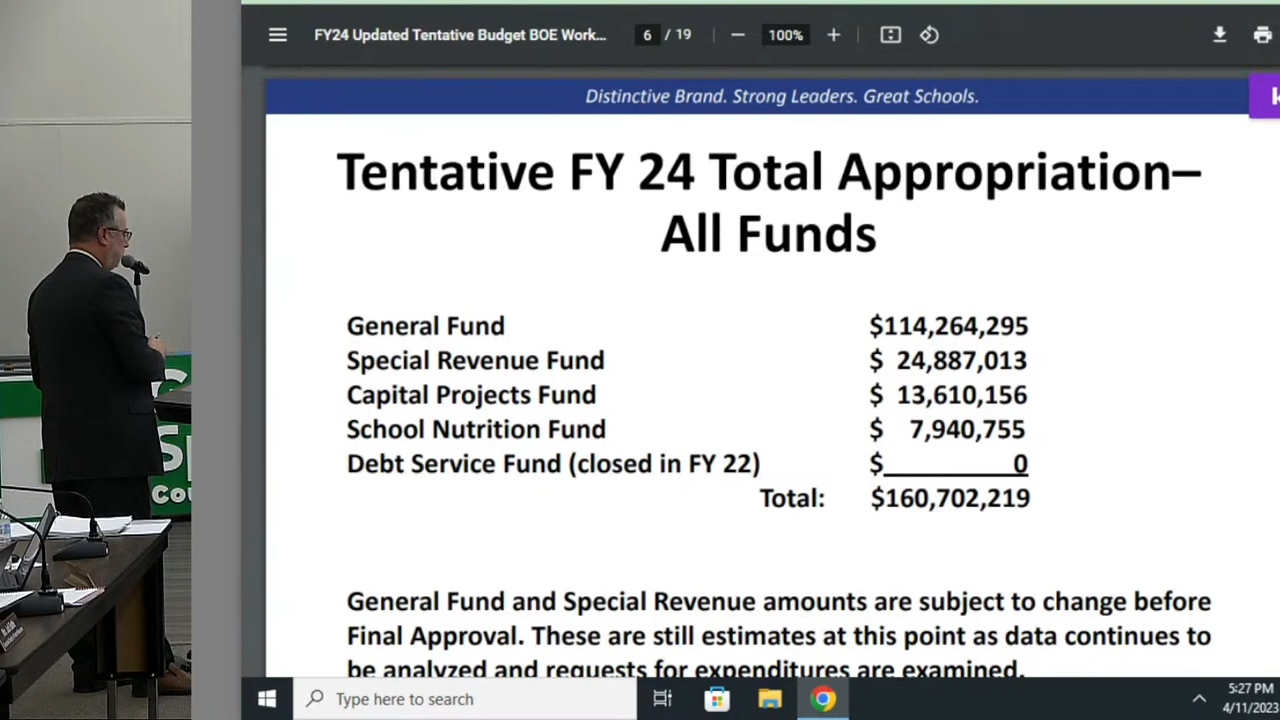 FY24 Updated Tentative Budget BOE Work...
6 / 19
100%
Distinctive Brand. Strong Leaders. Great Schools.
Tentative FY 24 Total Appropriation–
All Funds
General Fund $114,264,295
Special Revenue Fund $ 24,887,013
Capital Projects Fund $ 13,610,156
School Nutrition Fund $ 7,940,755
Debt Service Fund (closed in FY 22) $ 0
Total: $160,702,219
General Fund and Special Revenue amounts are subject to change before
Final Approval. These are still estimates at this point as data continues to
be analyzed and requests for expenditures are examined.
Type here to search
5:27 PM
4/11/2023